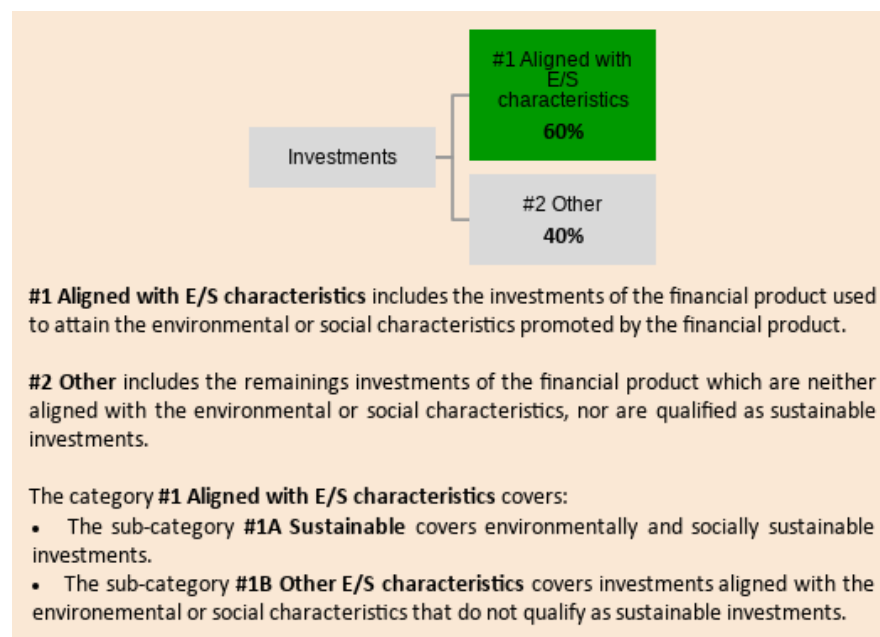 #1 Aligned with
E/S
characteristics
60%
Investments
#2 Other
40%
#1 Aligned with E/S characteristics includes the investments of the financial product used
to attain the environmental or social characteristics promoted by the financial product.
#2 Other includes the remainings investments of the financial product which are neither
aligned with the environmental or social characteristics, nor are qualified as sustainable
investments.
The category #1 Aligned with E/S characteristics covers:
• The sub-category #1A Sustainable covers environmentally and socially sustainable
investments.
• The sub-category #1B Other E/S characteristics covers investments aligned with the
environemental or social characteristics that do not qualify as sustainable investments.